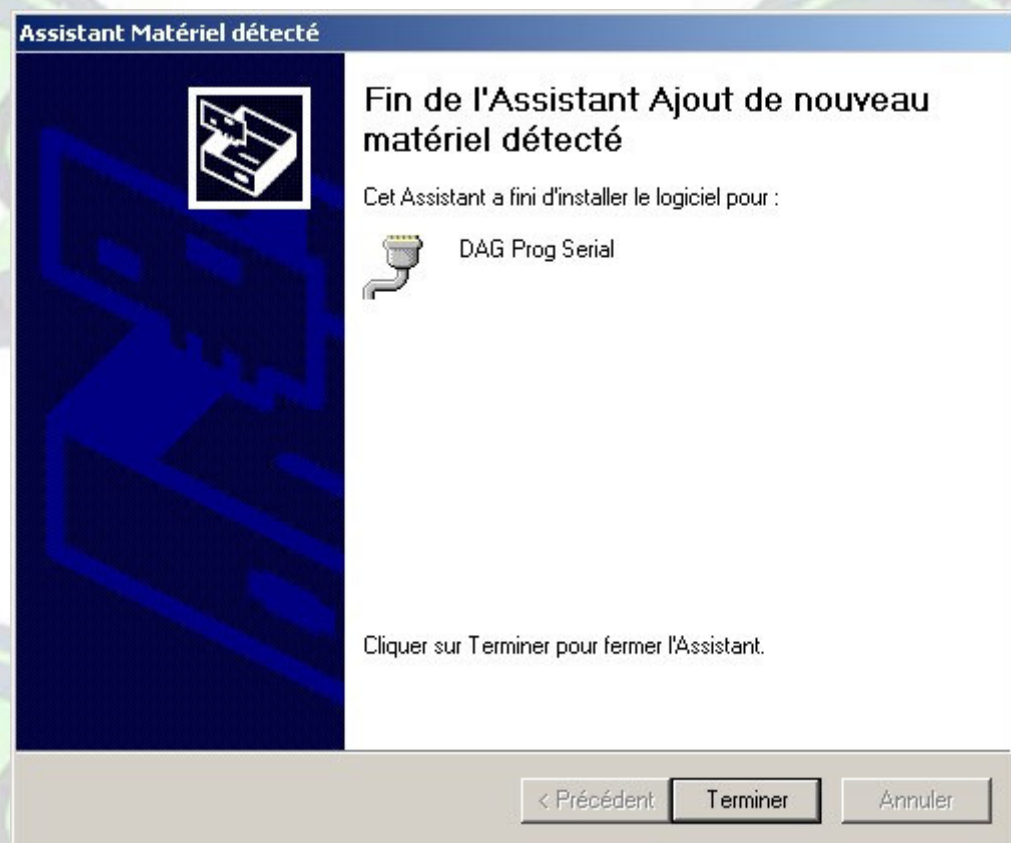 Assistant Matériel détecté
Fin de l'Assistant Ajout de nouveau
matériel détecté
Cet Assistant a fini d'installer le logiciel pour :
DAG Prog Serial
Cliquer sur Terminer pour fermer l'Assistant.
< Précédent
Terminer
Annuler